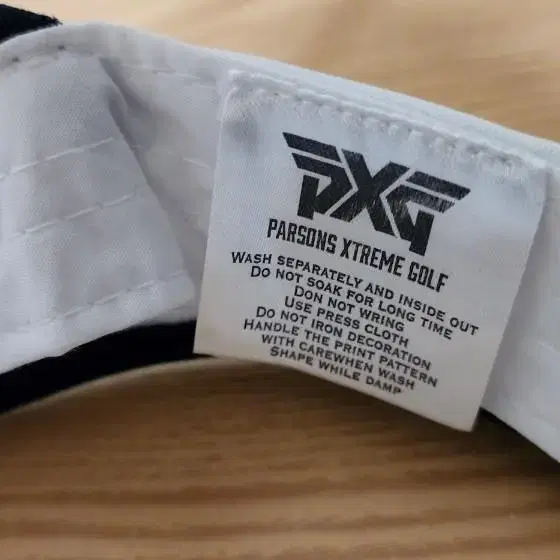 PXG
PARSONS XTREME GOLF
WASH SEPARATELY AND INSIDE OUT
DO NOT SOAK FOR LONG TIME
DON NOT WRING
USE PRESS CLOTH
DO NOT IRON DECORATION
HANDLE THE PRINT PATTERN
WITH CAREWHEN WASH
SHAPE WHILE DAMP